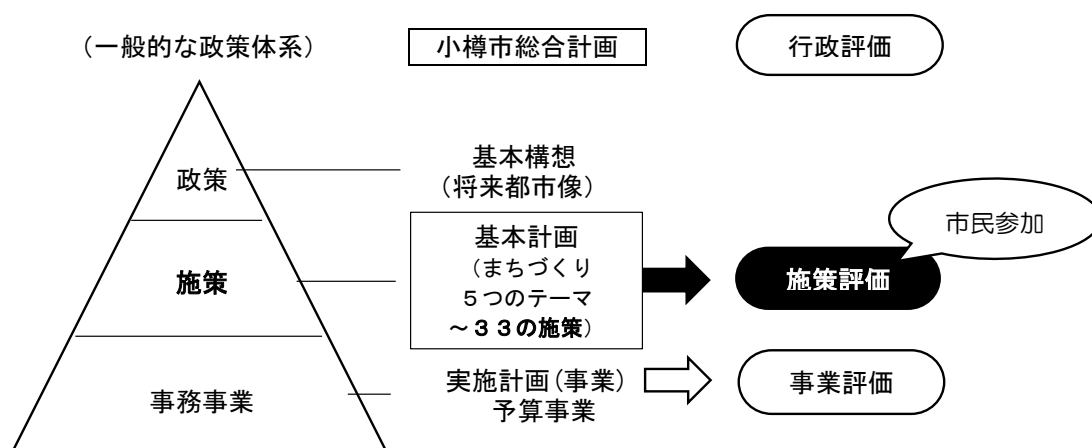 （一般的な政策体系）
小樽市総合計画
行政評価
政策
基本構想
（将来都市像）
市民参加
施策
基本計画
（まちづくり
５つのテーマ
～３３の施策）
施策評価
事務事業
実施計画（事業）
予算事業
事業評価